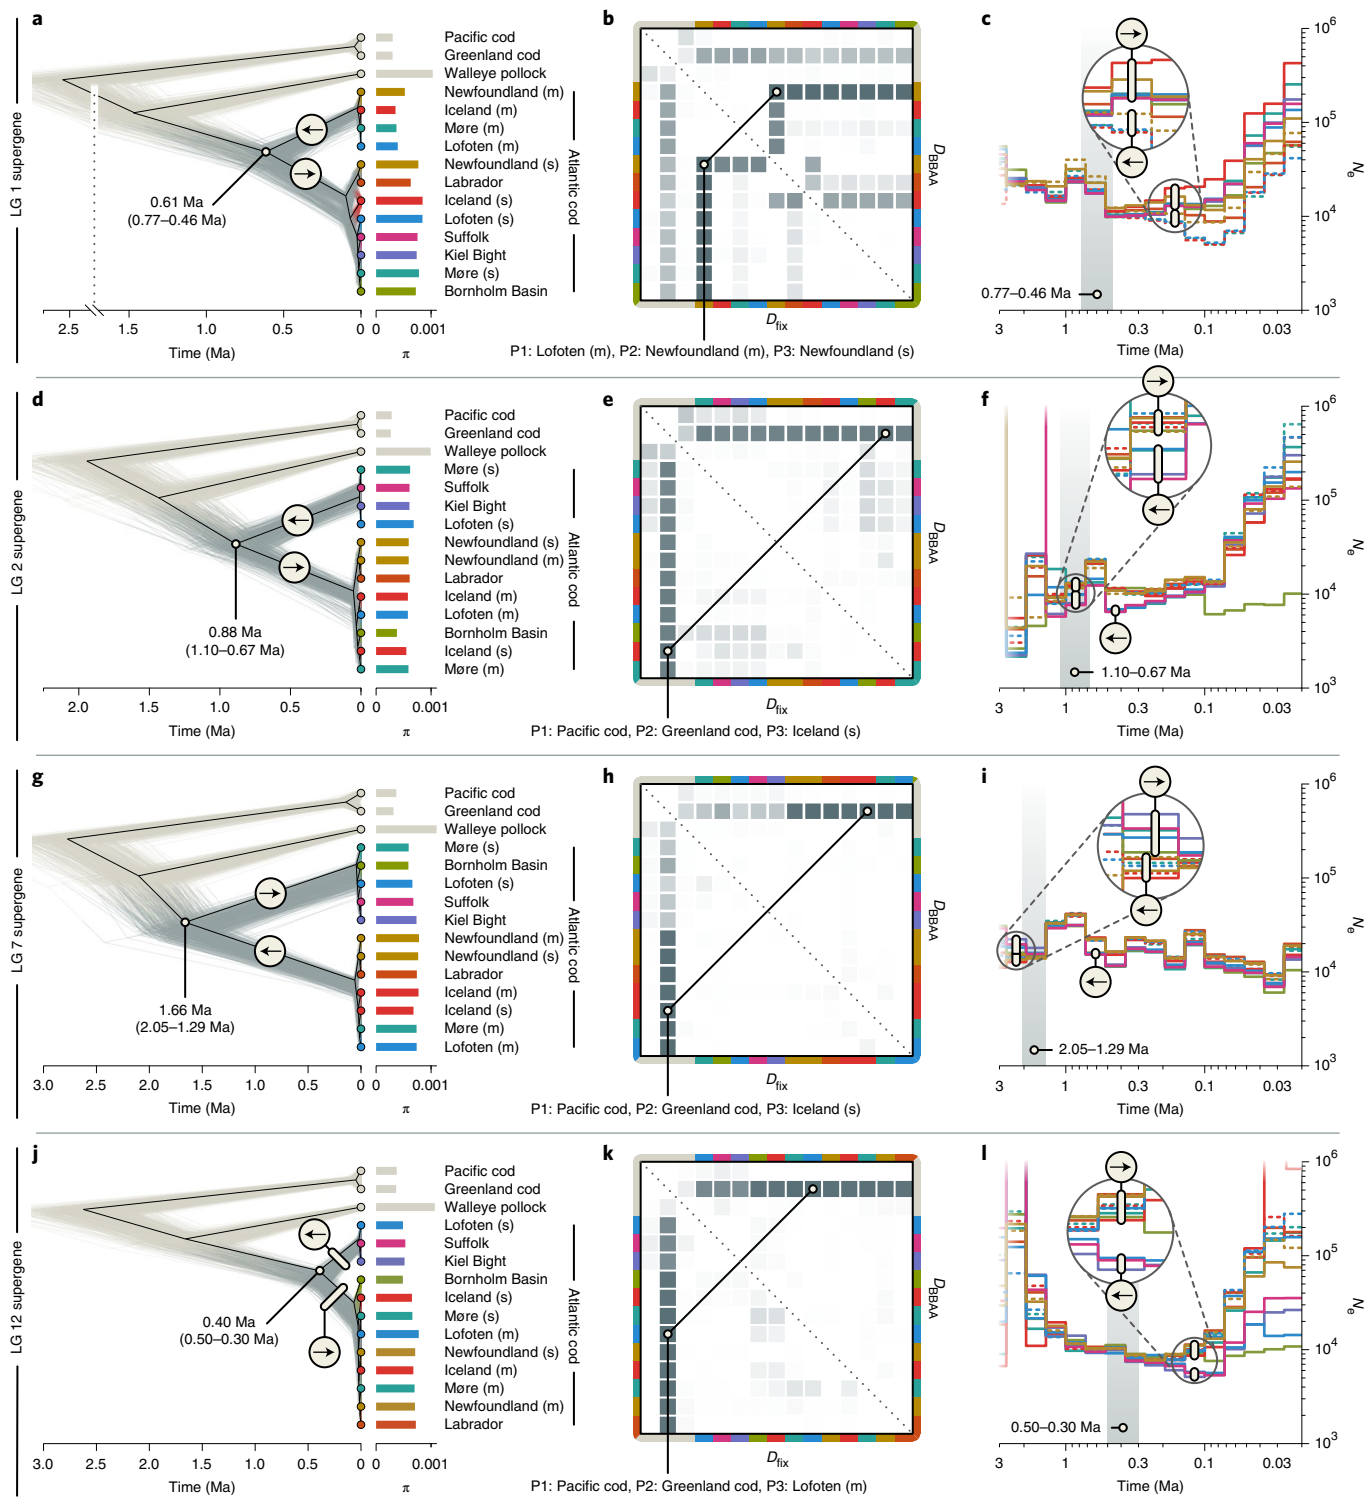 a
LG 1 supergene
Pacific cod
Greenland cod
Walleye pollock
Newfoundland (m)
Iceland (m)
Møre (m)
Lofoten (m)
Newfoundland (s)
Labrador
Iceland (s)
Lofoten (s)
Suffolk
Kiel Bight
Møre (s)
Bornholm Basin
Atlantic cod
0.61 Ma
(0.77–0.46 Ma)
2.5 1.5 1.0 0.5 0 0 0.001
Time (Ma) π
b
D_BBAA
D_fix
P1: Lofoten (m), P2: Newfoundland (m), P3: Newfoundland (s)
c
10^6
10^5
10^4
10^3
N_e
0.77–0.46 Ma
3 1 0.3 0.1 0.03
Time (Ma)
d
LG 2 supergene
Pacific cod
Greenland cod
Walleye pollock
Møre (s)
Suffolk
Kiel Bight
Lofoten (s)
Newfoundland (s)
Newfoundland (m)
Labrador
Iceland (m)
Lofoten (m)
Bornholm Basin
Iceland (s)
Møre (m)
Atlantic cod
0.88 Ma
(1.10–0.67 Ma)
2.0 1.5 1.0 0.5 0 0 0.001
Time (Ma) π
e
D_BBAA
D_fix
P1: Pacific cod, P2: Greenland cod, P3: Iceland (s)
f
10^6
10^5
10^4
10^3
N_e
1.10–0.67 Ma
3 1 0.3 0.1 0.03
Time (Ma)
g
LG 7 supergene
Pacific cod
Greenland cod
Walleye pollock
Møre (s)
Bornholm Basin
Lofoten (s)
Suffolk
Kiel Bight
Newfoundland (m)
Newfoundland (s)
Labrador
Iceland (m)
Iceland (s)
Møre (m)
Lofoten (m)
Atlantic cod
1.66 Ma
(2.05–1.29 Ma)
3.0 2.5 2.0 1.5 1.0 0.5 0 0 0.001
Time (Ma) π
h
D_BBAA
D_fix
P1: Pacific cod, P2: Greenland cod, P3: Iceland (s)
i
10^6
10^5
10^4
10^3
N_e
2.05–1.29 Ma
3 1 0.3 0.1 0.03
Time (Ma)
j
LG 12 supergene
Pacific cod
Greenland cod
Walleye pollock
Lofoten (s)
Suffolk
Kiel Bight
Bornholm Basin
Iceland (s)
Møre (s)
Lofoten (m)
Newfoundland (s)
Iceland (m)
Møre (m)
Newfoundland (m)
Labrador
Atlantic cod
0.40 Ma
(0.50–0.30 Ma)
3.0 2.5 2.0 1.5 1.0 0.5 0 0 0.001
Time (Ma) π
k
D_BBAA
D_fix
P1: Pacific cod, P2: Greenland cod, P3: Lofoten (m)
l
10^6
10^5
10^4
10^3
N_e
0.50–0.30 Ma
3 1 0.3 0.1 0.03
Time (Ma)